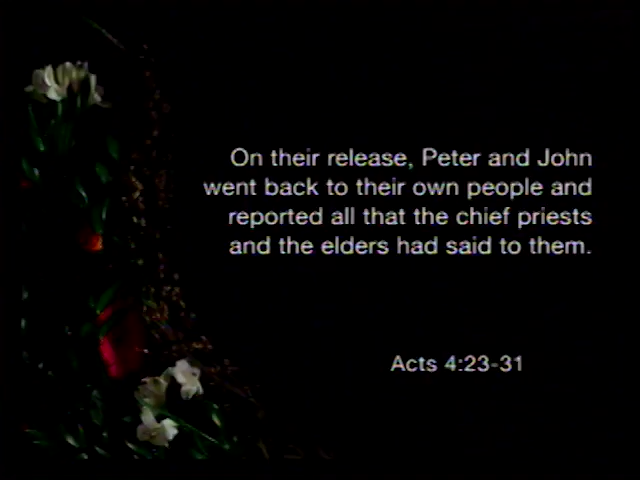 On their release, Peter and John
went back to their own people and
reported all that the chief priests
and the elders had said to them.
Acts 4:23-31